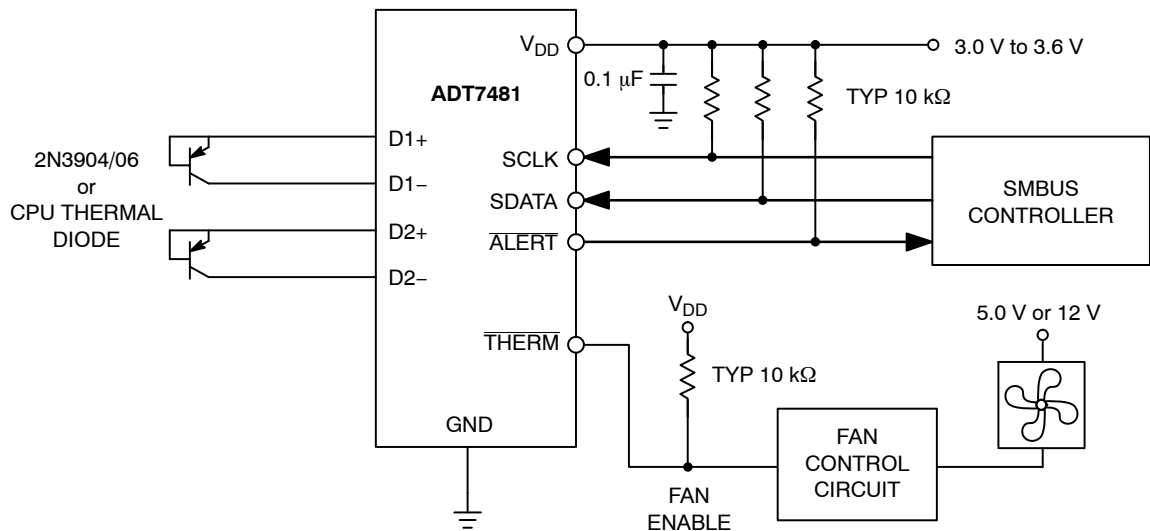 V_DD
3.0 V to 3.6 V
0.1 μF
ADT7481
TYP 10 kΩ
D1+
2N3904/06
or
CPU THERMAL
DIODE
SCLK
D1−
SMBUS
CONTROLLER
SDATA
D2+
ALERT
D2−
V_DD
5.0 V or 12 V
THERM
TYP 10 kΩ
GND
FAN
CONTROL
CIRCUIT
FAN
ENABLE